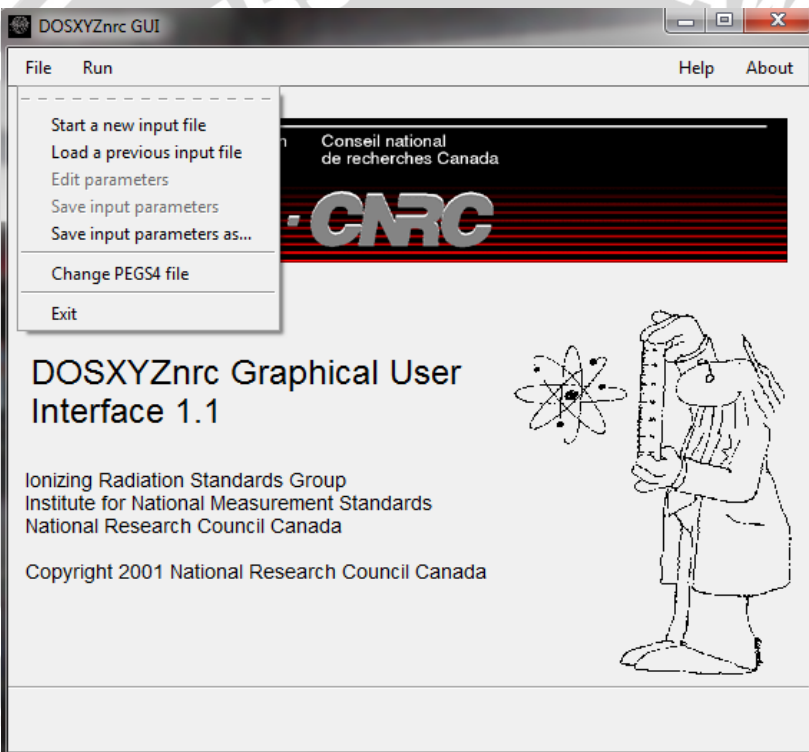 DOSXYZnrc GUI
File Run Help About
Start a new input file
Load a previous input file
Edit parameters
Save input parameters
Save input parameters as...
Change PEGS4 file
Exit
Conseil national
de recherches Canada
CNRC
DOSXYZnrc Graphical User
Interface 1.1
Ionizing Radiation Standards Group
Institute for National Measurement Standards
National Research Council Canada
Copyright 2001 National Research Council Canada